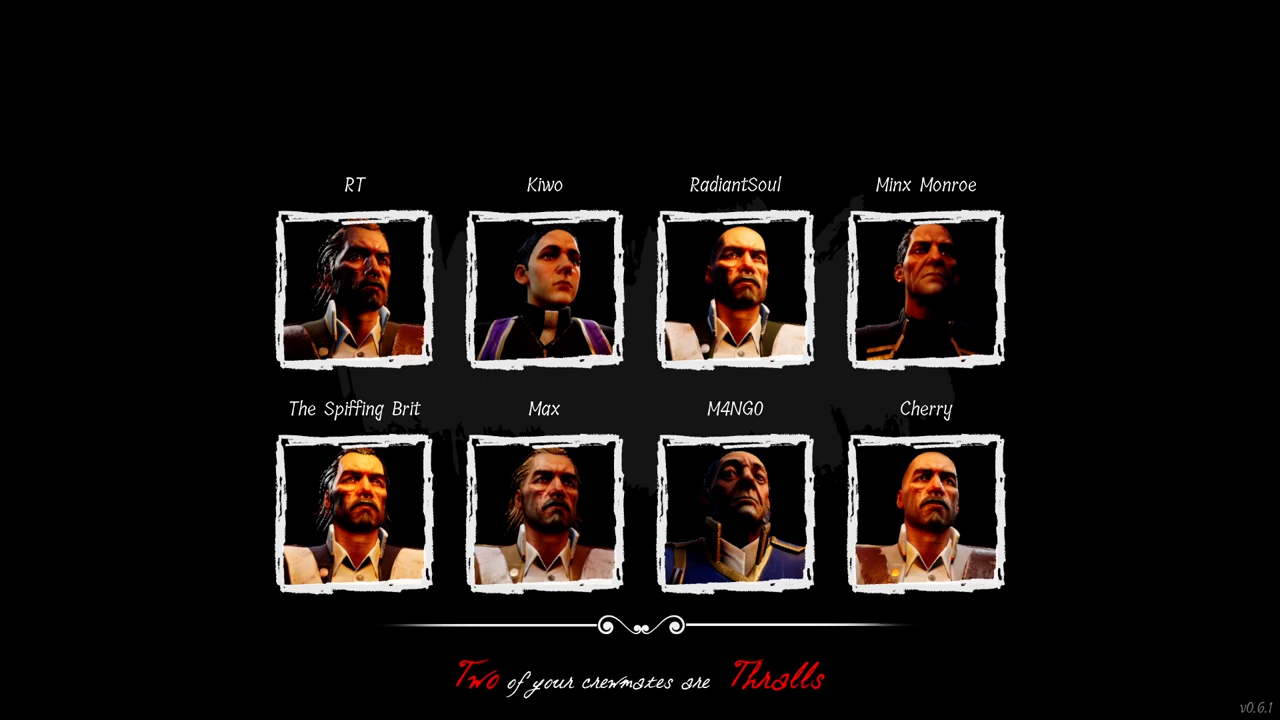 RT
Kiwo
RadiantSoul
Minx Monroe
The Spiffing Brit
Max
M4NGO
Cherry
Two of your crewmates are Thralls
v0.6.1